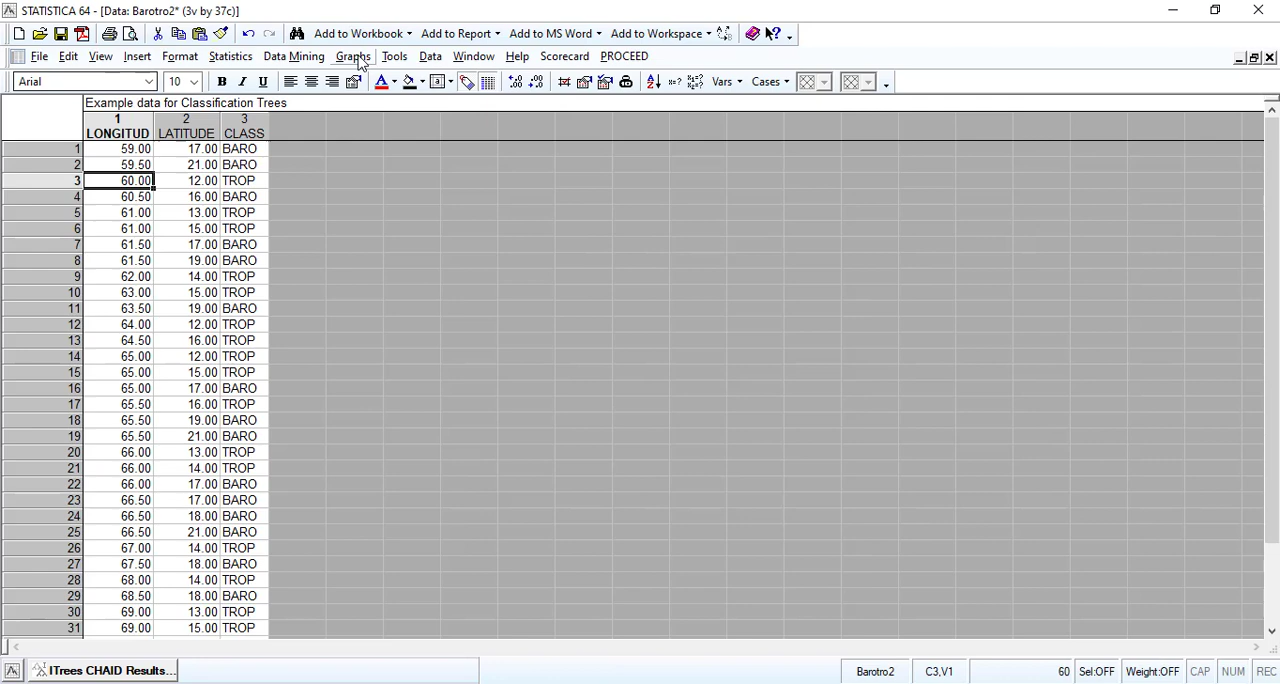 STATISTICA 64 - [Data: Barotro2* (3v by 37c)]
Add to Workbook Add to Report Add to MS Word Add to Workspace
File Edit View Insert Format Statistics Data Mining Graphs Tools Data Window Help Scorecard PROCEED
Arial 10 B I U Vars Cases
Example data for Classification Trees
1 2 3
LONGITUD LATITUDE CLASS
1 59.00 17.00 BARO
2 59.50 21.00 BARO
3 60.00 12.00 TROP
4 60.50 16.00 BARO
5 61.00 13.00 TROP
6 61.00 15.00 TROP
7 61.50 17.00 BARO
8 61.50 19.00 BARO
9 62.00 14.00 TROP
10 63.00 15.00 TROP
11 63.50 19.00 BARO
12 64.00 12.00 TROP
13 64.50 16.00 TROP
14 65.00 12.00 TROP
15 65.00 15.00 TROP
16 65.00 17.00 BARO
17 65.50 16.00 TROP
18 65.50 19.00 BARO
19 65.50 21.00 BARO
20 66.00 13.00 TROP
21 66.00 14.00 TROP
22 66.00 17.00 BARO
23 66.50 17.00 BARO
24 66.50 18.00 BARO
25 66.50 21.00 BARO
26 67.00 14.00 TROP
27 67.50 18.00 BARO
28 68.00 14.00 TROP
29 68.50 18.00 BARO
30 69.00 13.00 TROP
31 69.00 15.00 TROP
ITrees CHAID Results... Barotro2 C3,V1 60 Sel:OFF Weight:OFF CAP NUM REC